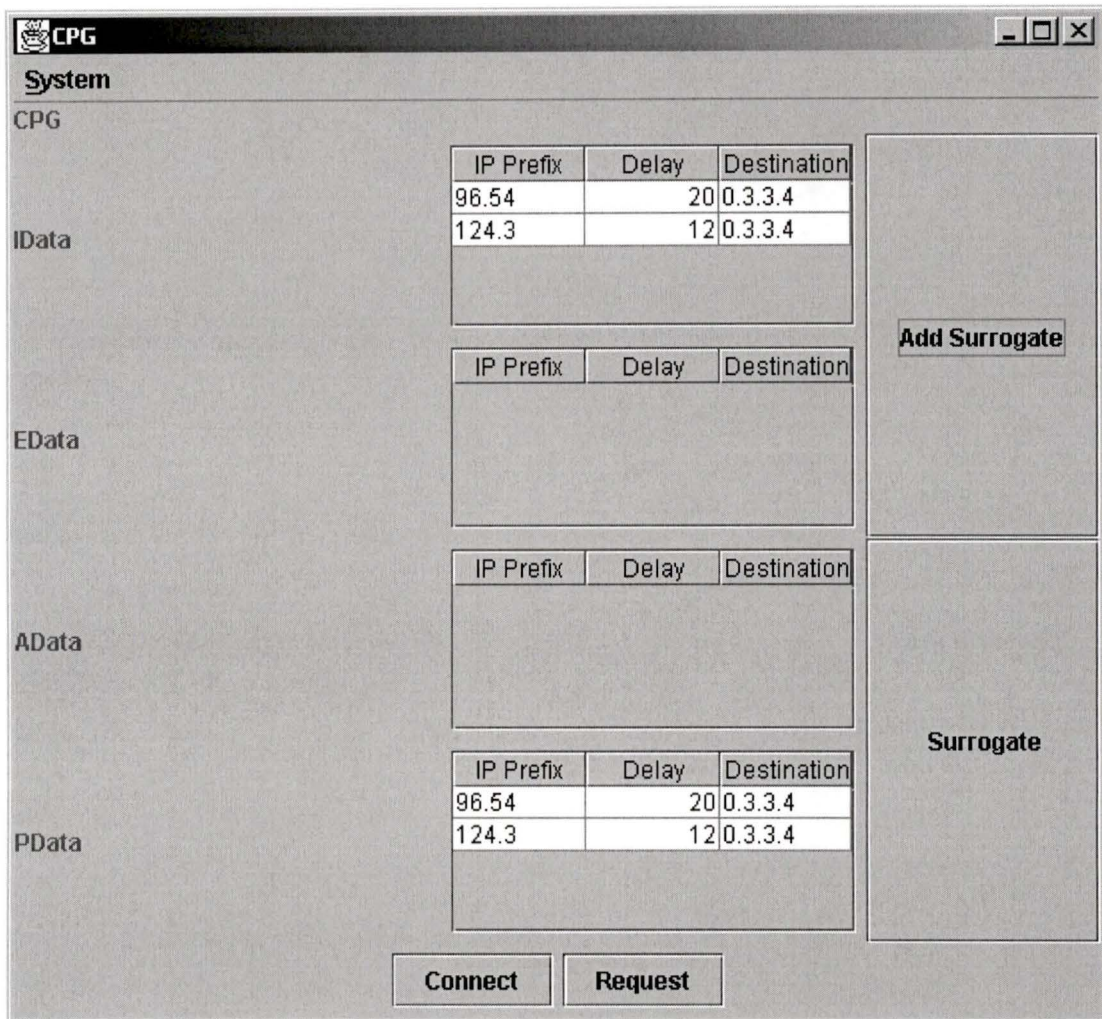 CPG
System
CPG
IData
IP Prefix Delay Destination
96.54 20 0.3.3.4
124.3 12 0.3.3.4
Add Surrogate
EData
IP Prefix Delay Destination
AData
IP Prefix Delay Destination
Surrogate
PData
IP Prefix Delay Destination
96.54 20 0.3.3.4
124.3 12 0.3.3.4
Connect Request